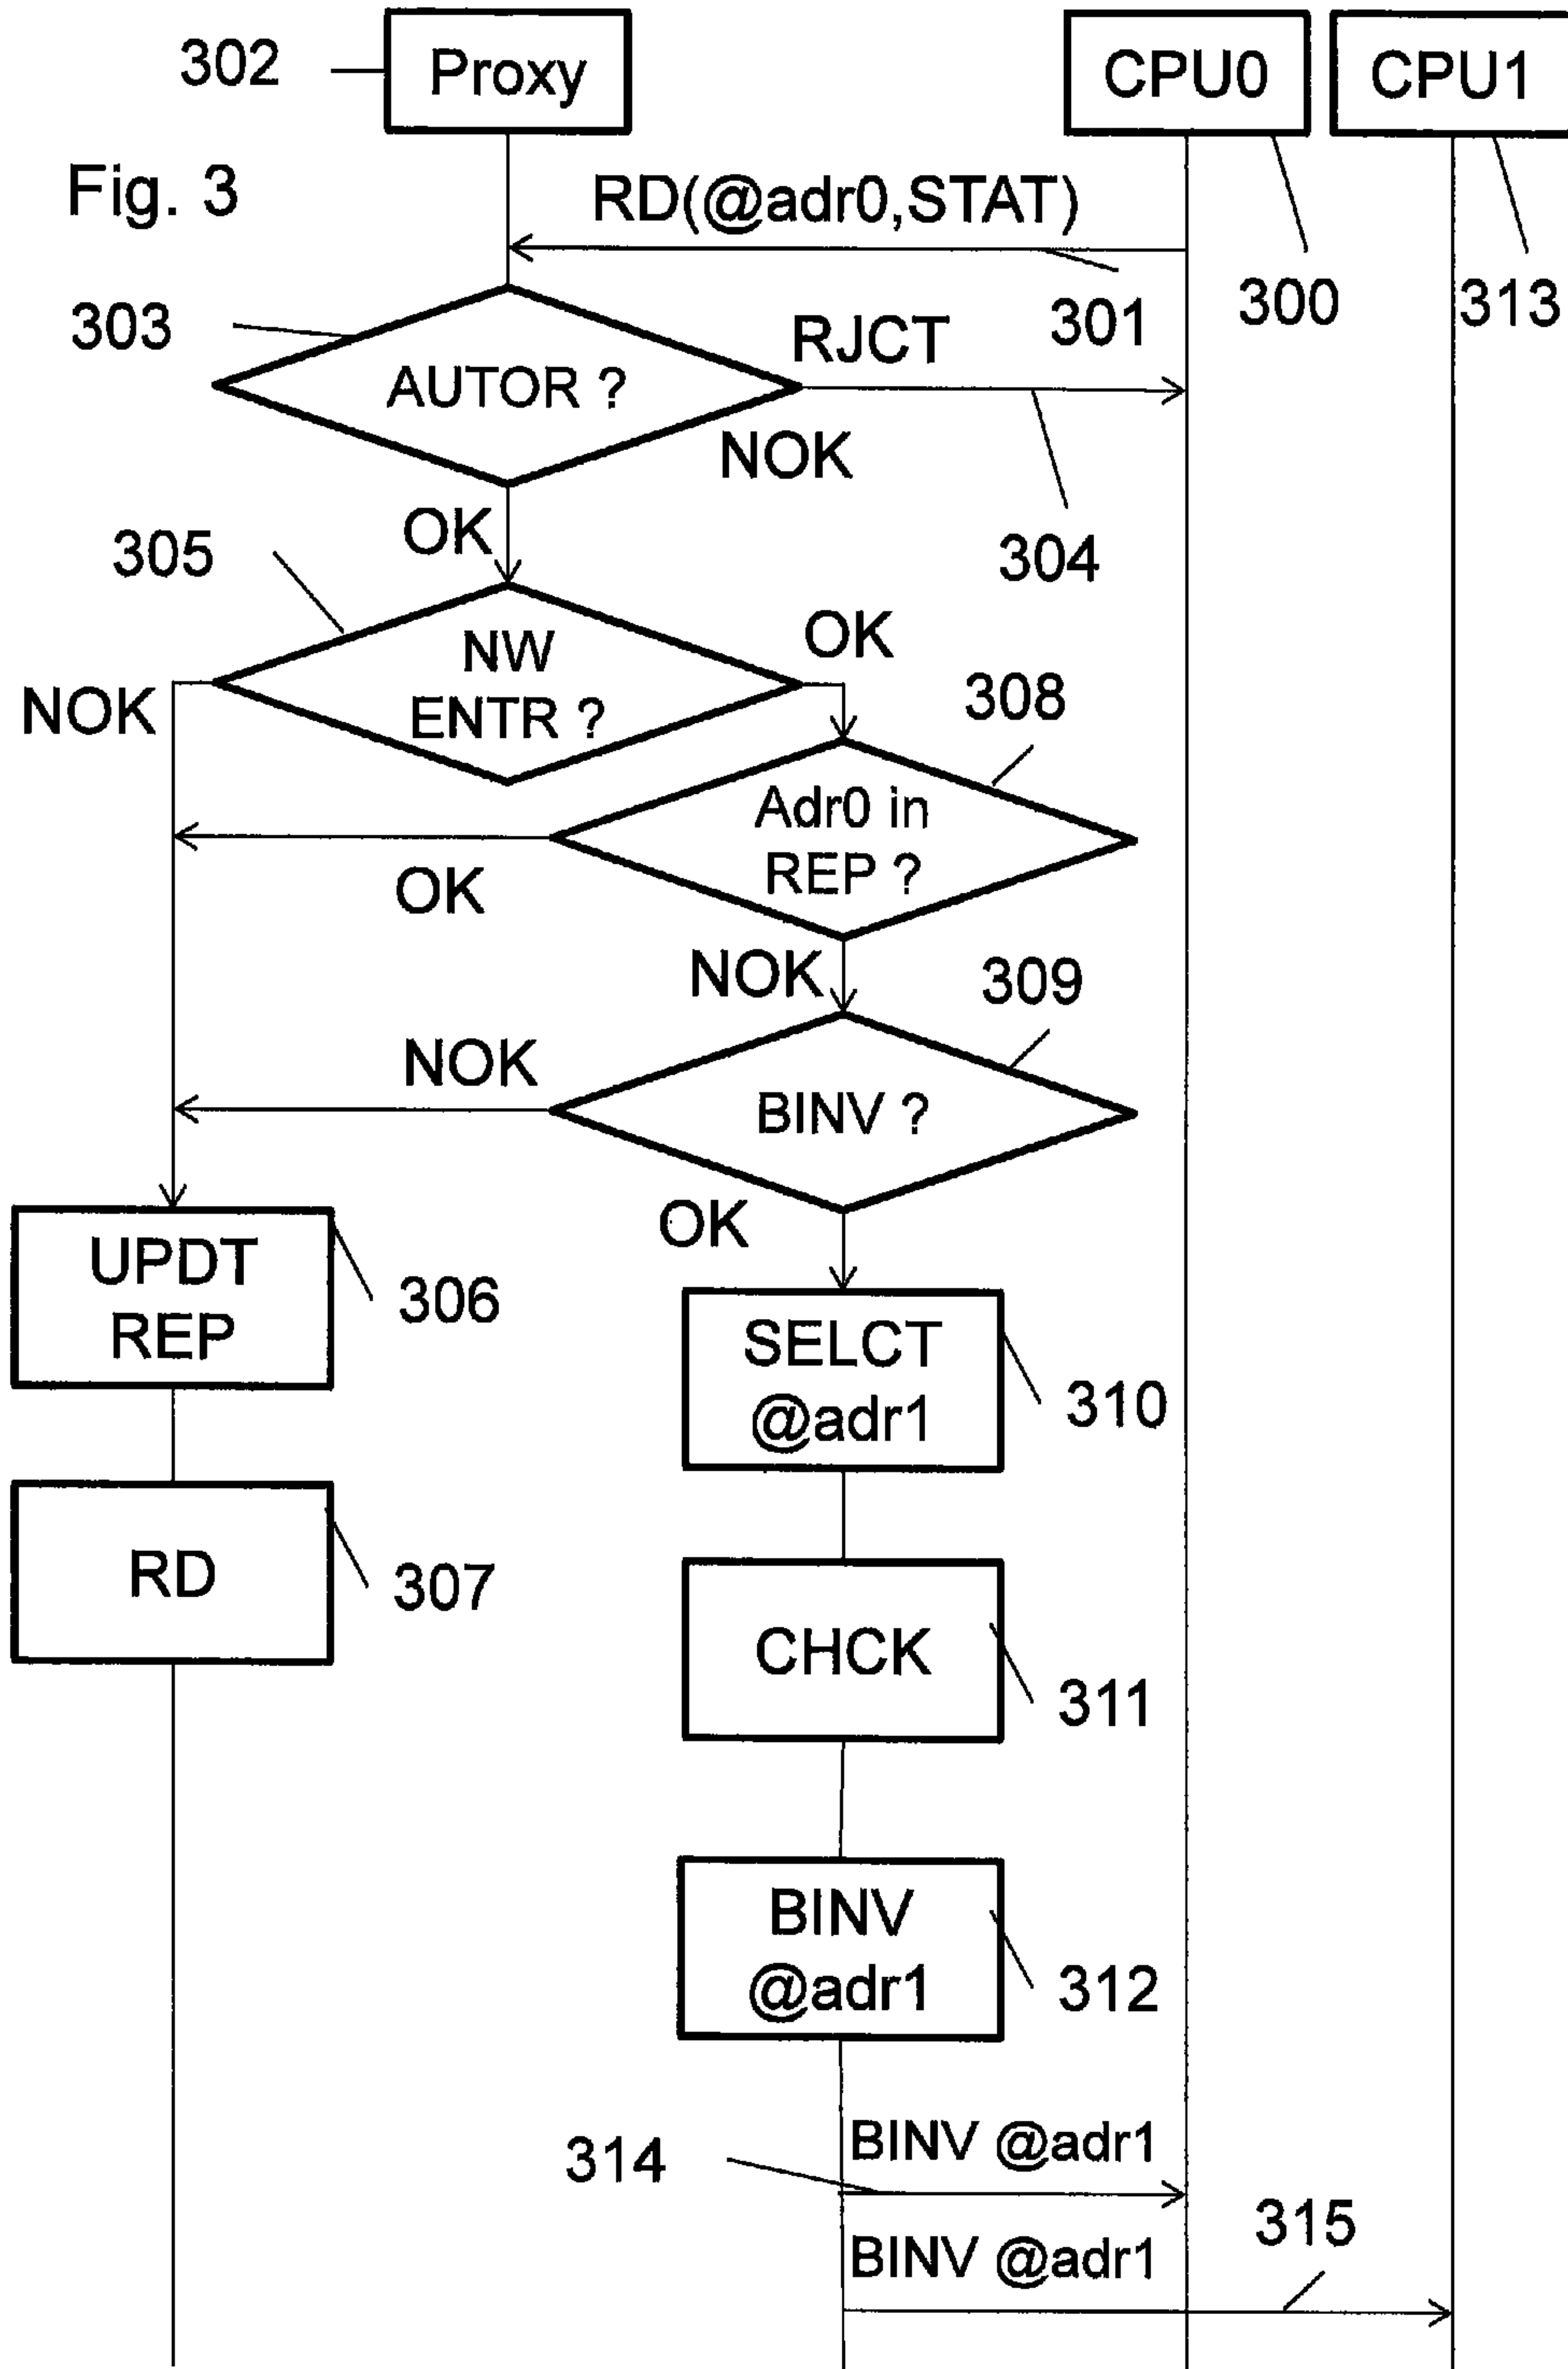 302
Proxy
CPU0
CPU1
Fig. 3
RD(@adr0,STAT)
301
300
313
303
AUTOR ?
RJCT
NOK
304
OK
305
NW
ENTR ?
OK
NOK
308
Adr0 in
REP ?
OK
NOK
309
NOK
BINV ?
OK
UPDT
REP
306
SELCT
@adr1
310
RD
307
CHCK
311
BINV
@adr1
312
314
BINV @adr1
BINV @adr1
315